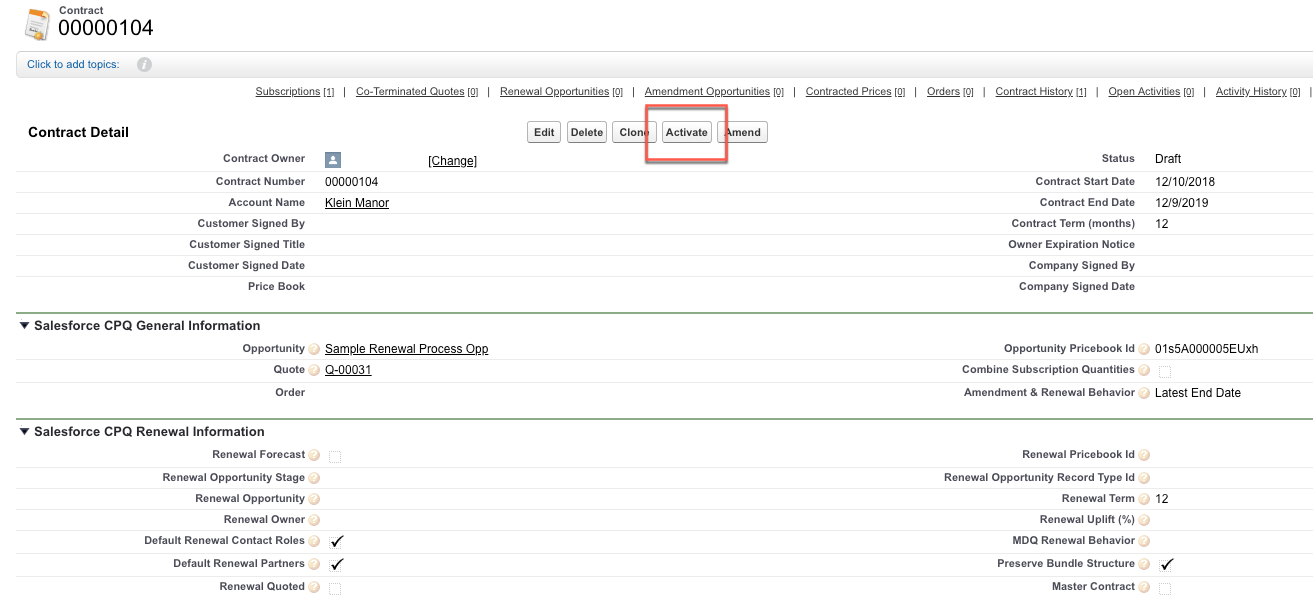 Contract
00000104
Click to add topics: i
Subscriptions [1] | Co-Terminated Quotes [0] | Renewal Opportunities [0] | Amendment Opportunities [0] | Contracted Prices [0] | Orders [0] | Contract History [1] | Open Activities [0] | Activity History [0] |
Contract Detail Edit Delete Clone Activate Amend
Contract Owner [Change] Status Draft
Contract Number 00000104 Contract Start Date 12/10/2018
Account Name Klein Manor Contract End Date 12/9/2019
Customer Signed By Contract Term (months) 12
Customer Signed Title Owner Expiration Notice
Customer Signed Date Company Signed By
Price Book Company Signed Date
Salesforce CPQ General Information
Opportunity ? Sample Renewal Process Opp Opportunity Pricebook Id ? 01s5A000005EUxh
Quote ? Q-00031 Combine Subscription Quantities ?
Order Amendment & Renewal Behavior ? Latest End Date
Salesforce CPQ Renewal Information
Renewal Forecast ? Renewal Pricebook Id ?
Renewal Opportunity Stage ? Renewal Opportunity Record Type Id ?
Renewal Opportunity ? Renewal Term ? 12
Renewal Owner ? Renewal Uplift (%) ?
Default Renewal Contact Roles ? ✓ MDQ Renewal Behavior ?
Default Renewal Partners ? ✓ Preserve Bundle Structure ? ✓
Renewal Quoted ? Master Contract ?